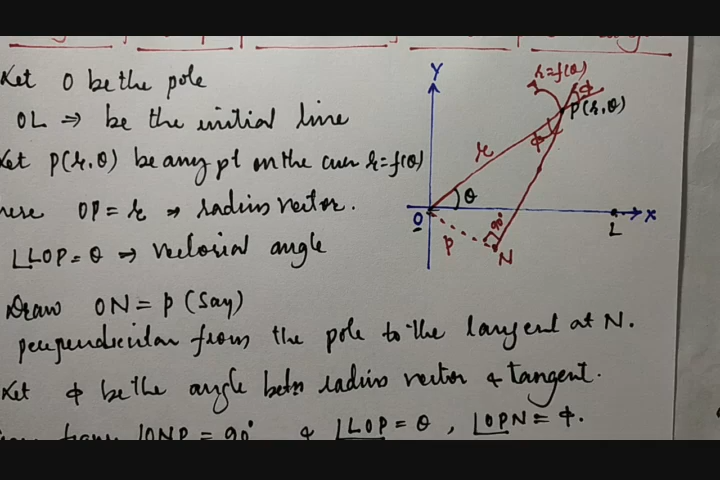 Let O be the pole
OL ⇒ be the initial line
Let P(r,θ) be any pt on the curv r=f(θ)
OP = r ⇒ radius vector.
∠LOP = θ → vectorial angle
Draw ON = p (Say)
perpendicular from the pole to the tangent at N.
Let φ be the angle betn radius vector & tangent.
∠ONP = 90° & ∠LOP = θ, ∠OPN = φ.
Y
r=f(θ)
φ
P(r,θ)
φ
r
θ
O
L
X
90°
p
N